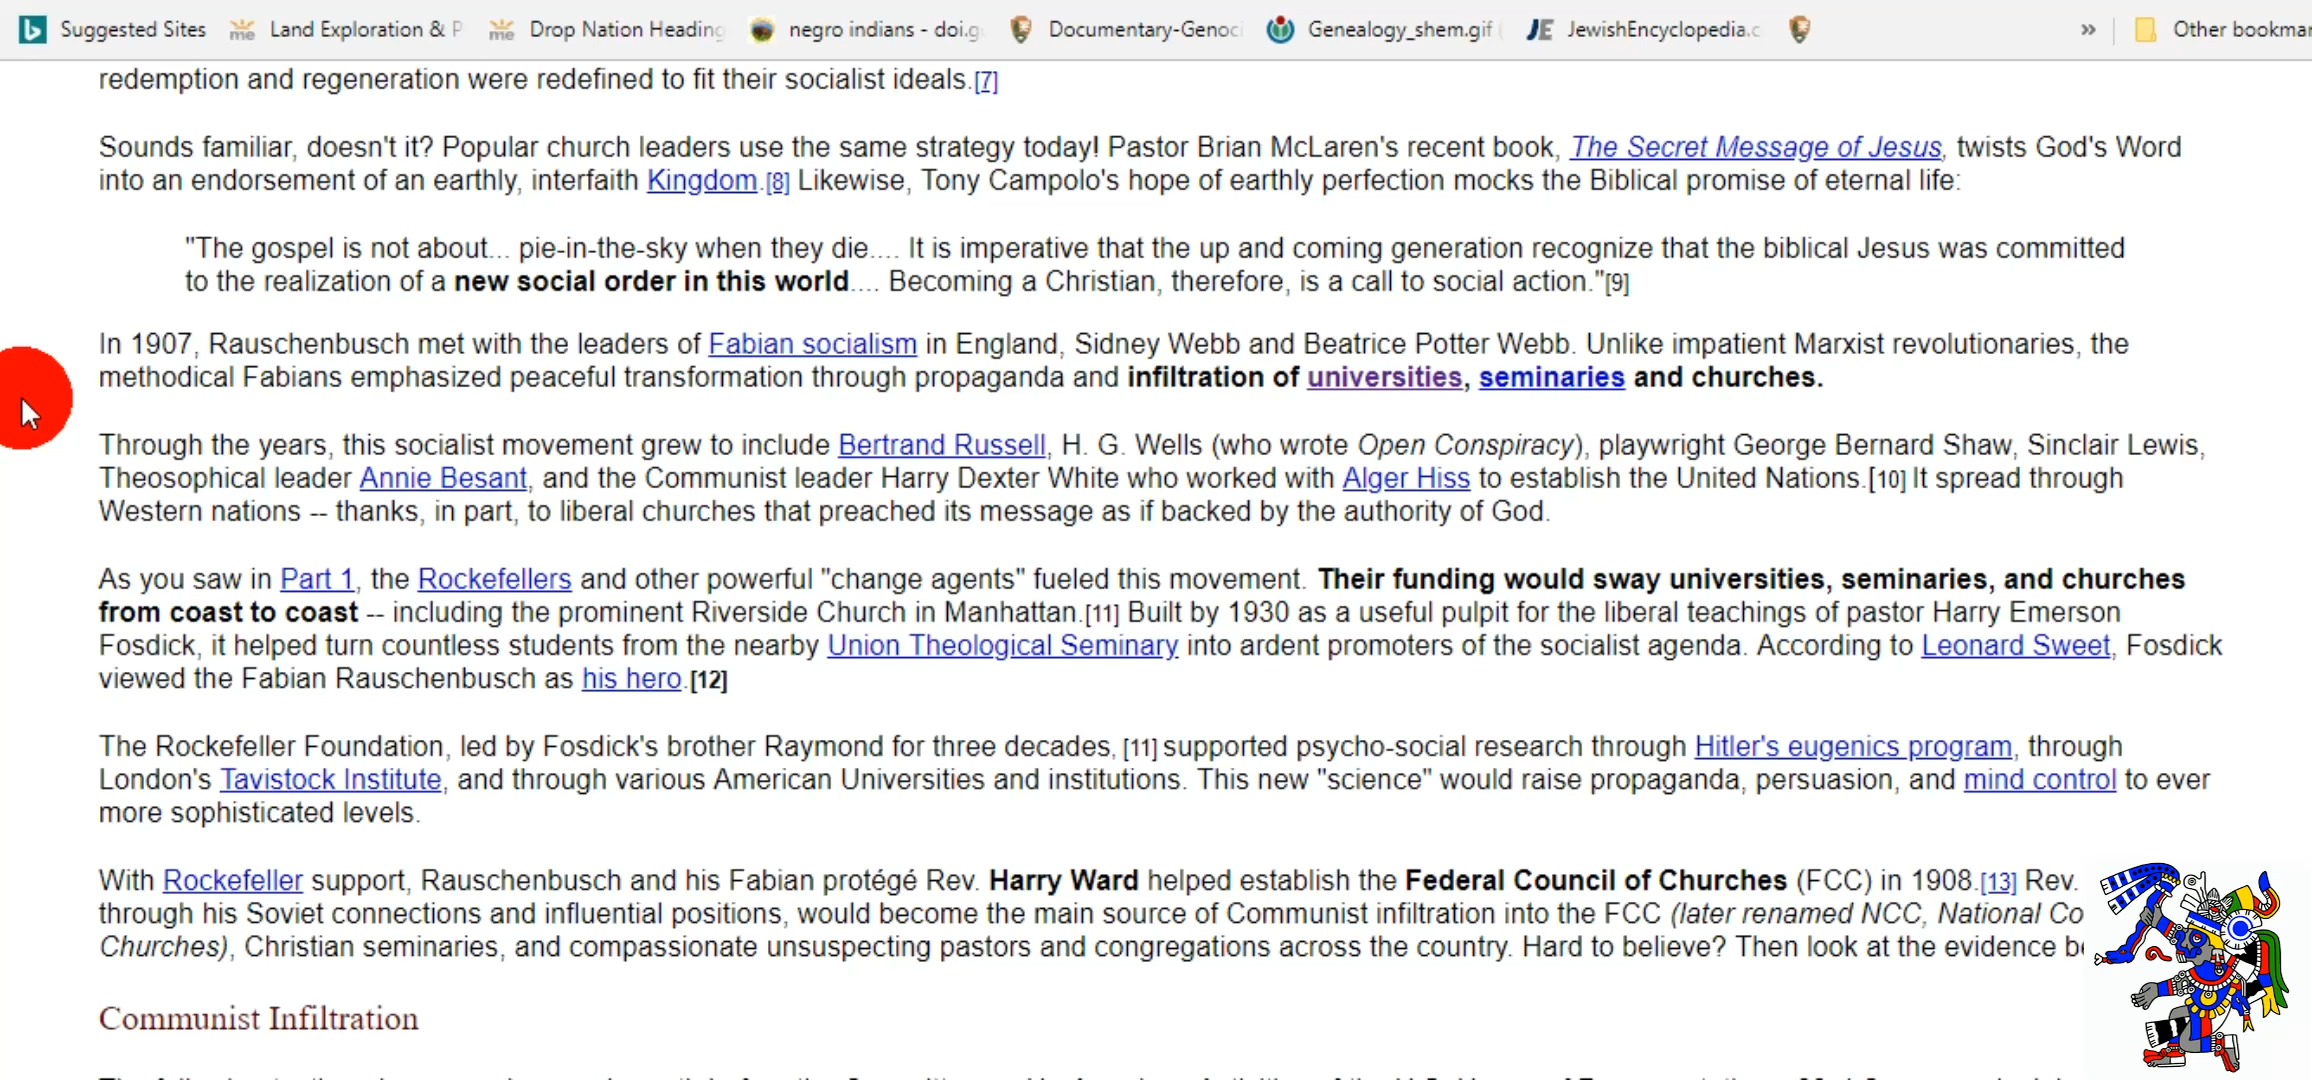 Suggested Sites Land Exploration & P Drop Nation Heading negro indians - doi.g Documentary-Genoc Genealogy_shem.gif JewishEncyclopedia.c » Other bookmar
redemption and regeneration were redefined to fit their socialist ideals.[7]
Sounds familiar, doesn't it? Popular church leaders use the same strategy today! Pastor Brian McLaren's recent book, The Secret Message of Jesus, twists God's Word
into an endorsement of an earthly, interfaith Kingdom.[8] Likewise, Tony Campolo's hope of earthly perfection mocks the Biblical promise of eternal life:
"The gospel is not about... pie-in-the-sky when they die.... It is imperative that the up and coming generation recognize that the biblical Jesus was committed
to the realization of a new social order in this world.... Becoming a Christian, therefore, is a call to social action."[9]
In 1907, Rauschenbusch met with the leaders of Fabian socialism in England, Sidney Webb and Beatrice Potter Webb. Unlike impatient Marxist revolutionaries, the
methodical Fabians emphasized peaceful transformation through propaganda and infiltration of universities, seminaries and churches.
Through the years, this socialist movement grew to include Bertrand Russell, H. G. Wells (who wrote Open Conspiracy), playwright George Bernard Shaw, Sinclair Lewis,
Theosophical leader Annie Besant, and the Communist leader Harry Dexter White who worked with Alger Hiss to establish the United Nations.[10] It spread through
Western nations -- thanks, in part, to liberal churches that preached its message as if backed by the authority of God.
As you saw in Part 1, the Rockefellers and other powerful "change agents" fueled this movement. Their funding would sway universities, seminaries, and churches
from coast to coast -- including the prominent Riverside Church in Manhattan.[11] Built by 1930 as a useful pulpit for the liberal teachings of pastor Harry Emerson
Fosdick, it helped turn countless students from the nearby Union Theological Seminary into ardent promoters of the socialist agenda. According to Leonard Sweet, Fosdick
viewed the Fabian Rauschenbusch as his hero.[12]
The Rockefeller Foundation, led by Fosdick's brother Raymond for three decades, [11] supported psycho-social research through Hitler's eugenics program, through
London's Tavistock Institute, and through various American Universities and institutions. This new "science" would raise propaganda, persuasion, and mind control to ever
more sophisticated levels.
With Rockefeller support, Rauschenbusch and his Fabian protégé Rev. Harry Ward helped establish the Federal Council of Churches (FCC) in 1908.[13] Rev.
through his Soviet connections and influential positions, would become the main source of Communist infiltration into the FCC (later renamed NCC, National Co
Churches), Christian seminaries, and compassionate unsuspecting pastors and congregations across the country. Hard to believe? Then look at the evidence be
Communist Infiltration